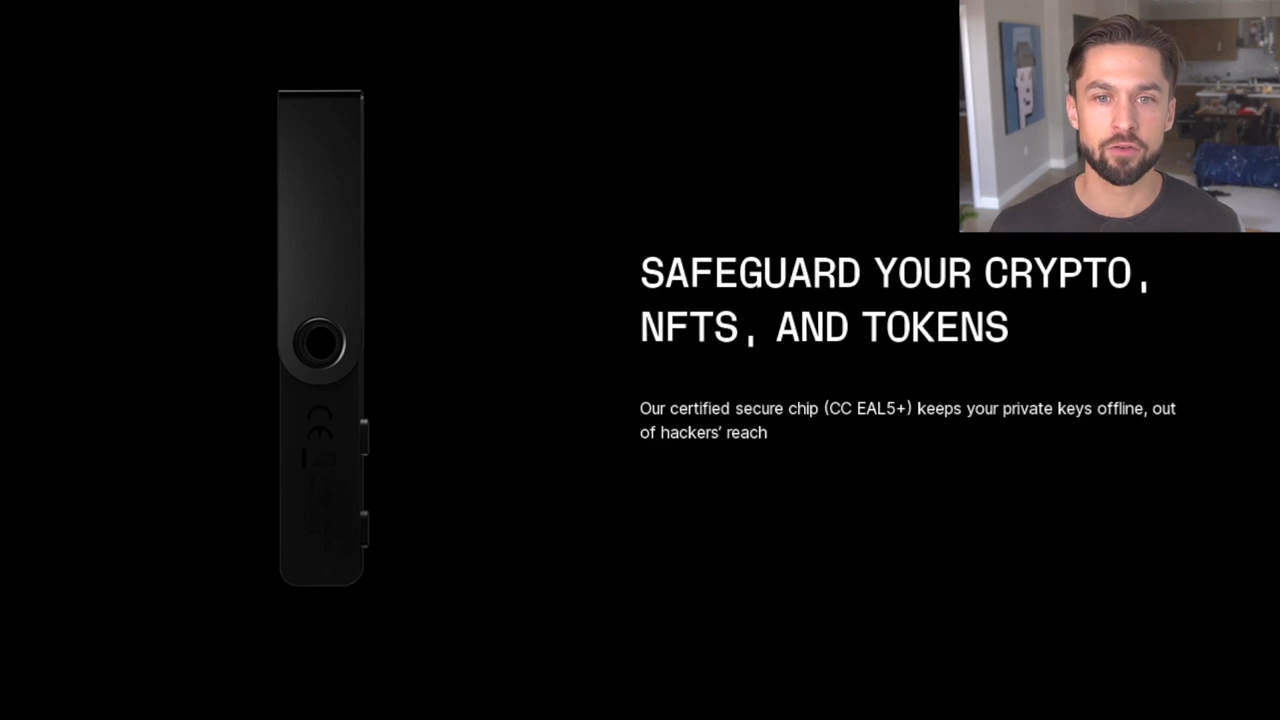 SAFEGUARD YOUR CRYPTO,
NFTS, AND TOKENS
Our certified secure chip (CC EAL5+) keeps your private keys offline, out
of hackers’ reach
CE